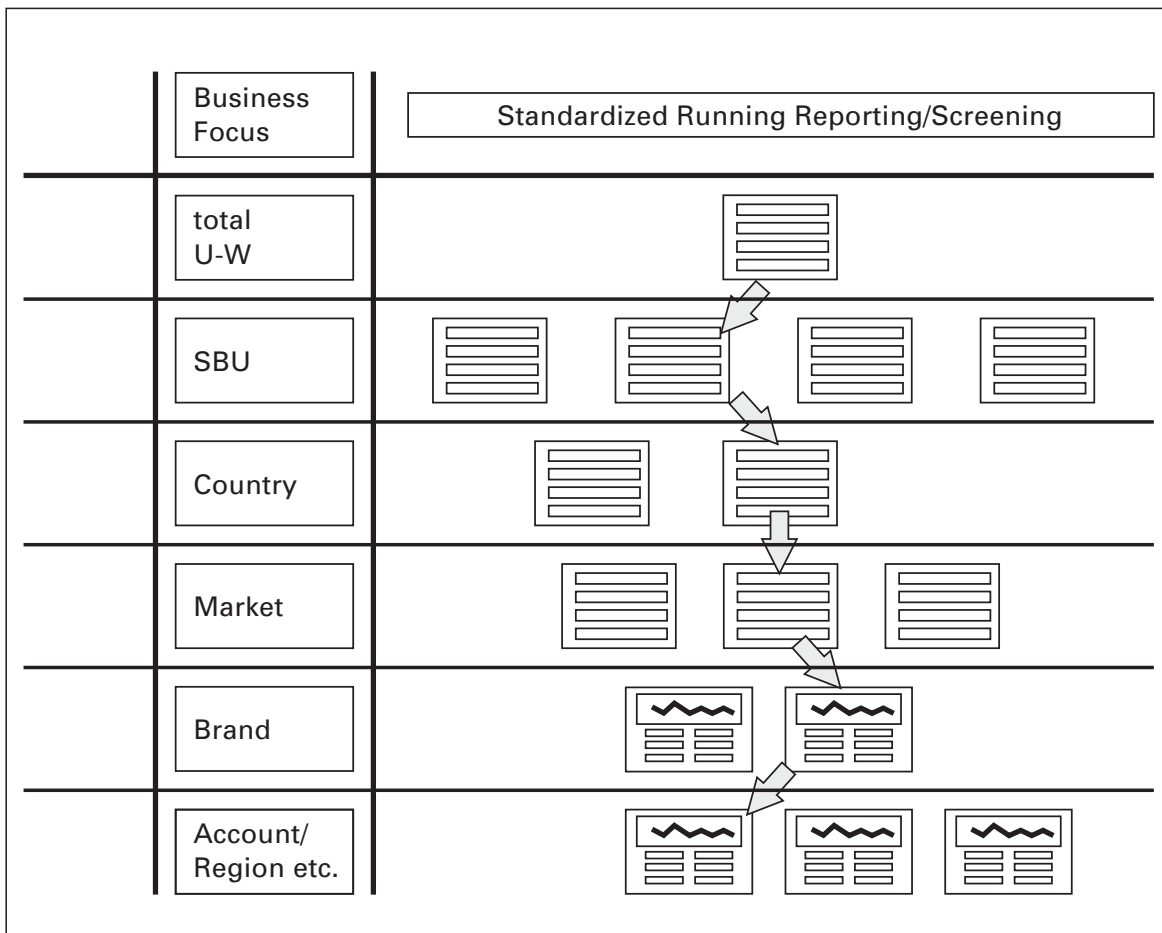 Business
Focus
Standardized Running Reporting/Screening
total
U-W
SBU
Country
Market
Brand
Account/
Region etc.